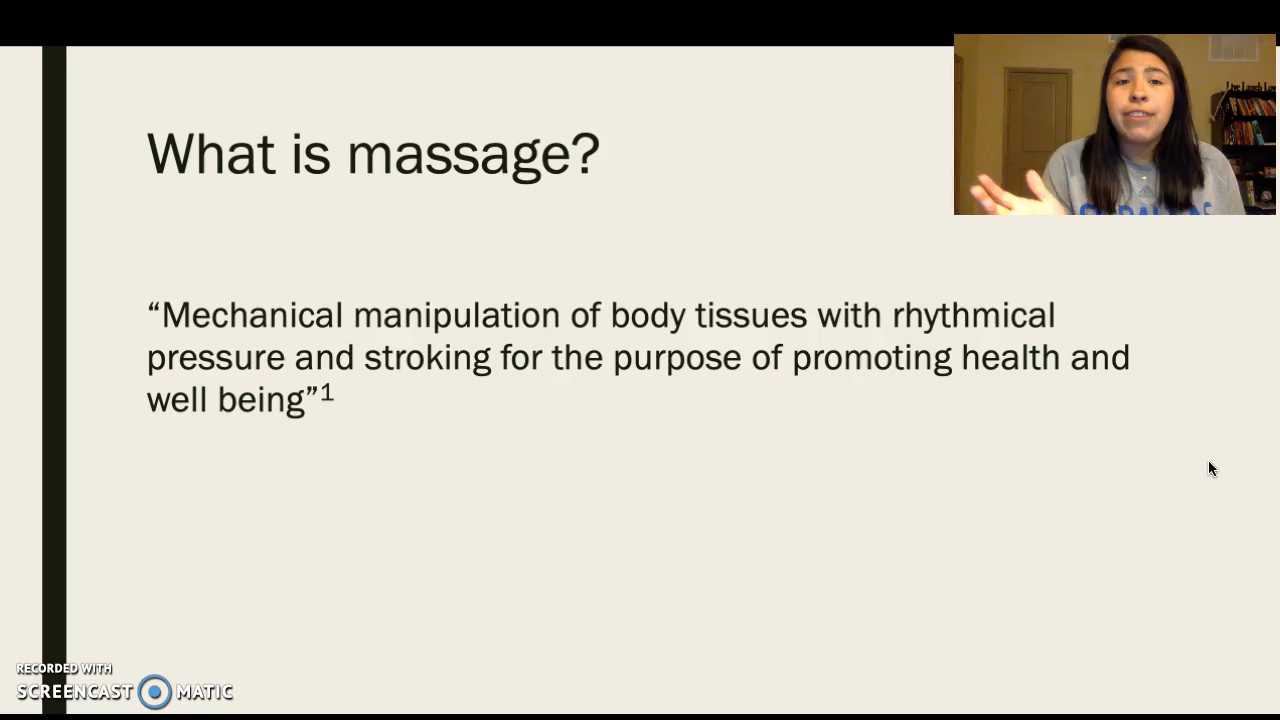 What is massage?
“Mechanical manipulation of body tissues with rhythmical
pressure and stroking for the purpose of promoting health and
well being”1
RECORDED WITH
SCREENCAST MATIC